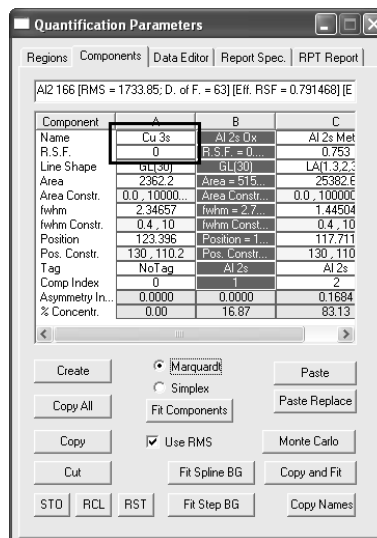 Quantification Parameters
Regions Components Data Editor Report Spec. RPT Report
Al2 166 [RMS = 1733.85; D. of F. = 63] [Eff. RSF = 0.791468] [E
Component A B C
Name Cu 3s Al 2s Ox Al 2s Met
R.S.F. 0 R.S.F. = 0.... 0.753
Line Shape GL(30) GL(30) LA(1.3,2.3
Area 2362.2 Area = 515... 25382.6
Area Constr. 0.0 , 10000... Area Constr... 0.0 , 100000
fwhm 2.34657 fwhm = 2.7... 1.44504
fwhm Constr. 0.4 , 10 fwhm Const... 0.4 , 10
Position 123.396 Position = 1... 117.711
Pos. Constr. 130 , 110.2 Pos. Constr... 130 , 110
Tag NoTag Al 2s Al 2s
Comp Index 0 1 2
Asymmetry In... 0.0000 0.0000 0.1684
% Concentr. 0.00 16.87 83.13
Create Marquardt Paste
Simplex
Copy All Fit Components Paste Replace
Copy Use RMS Monte Carlo
Cut Fit Spline BG Copy and Fit
STO RCL RST Fit Step BG Copy Names